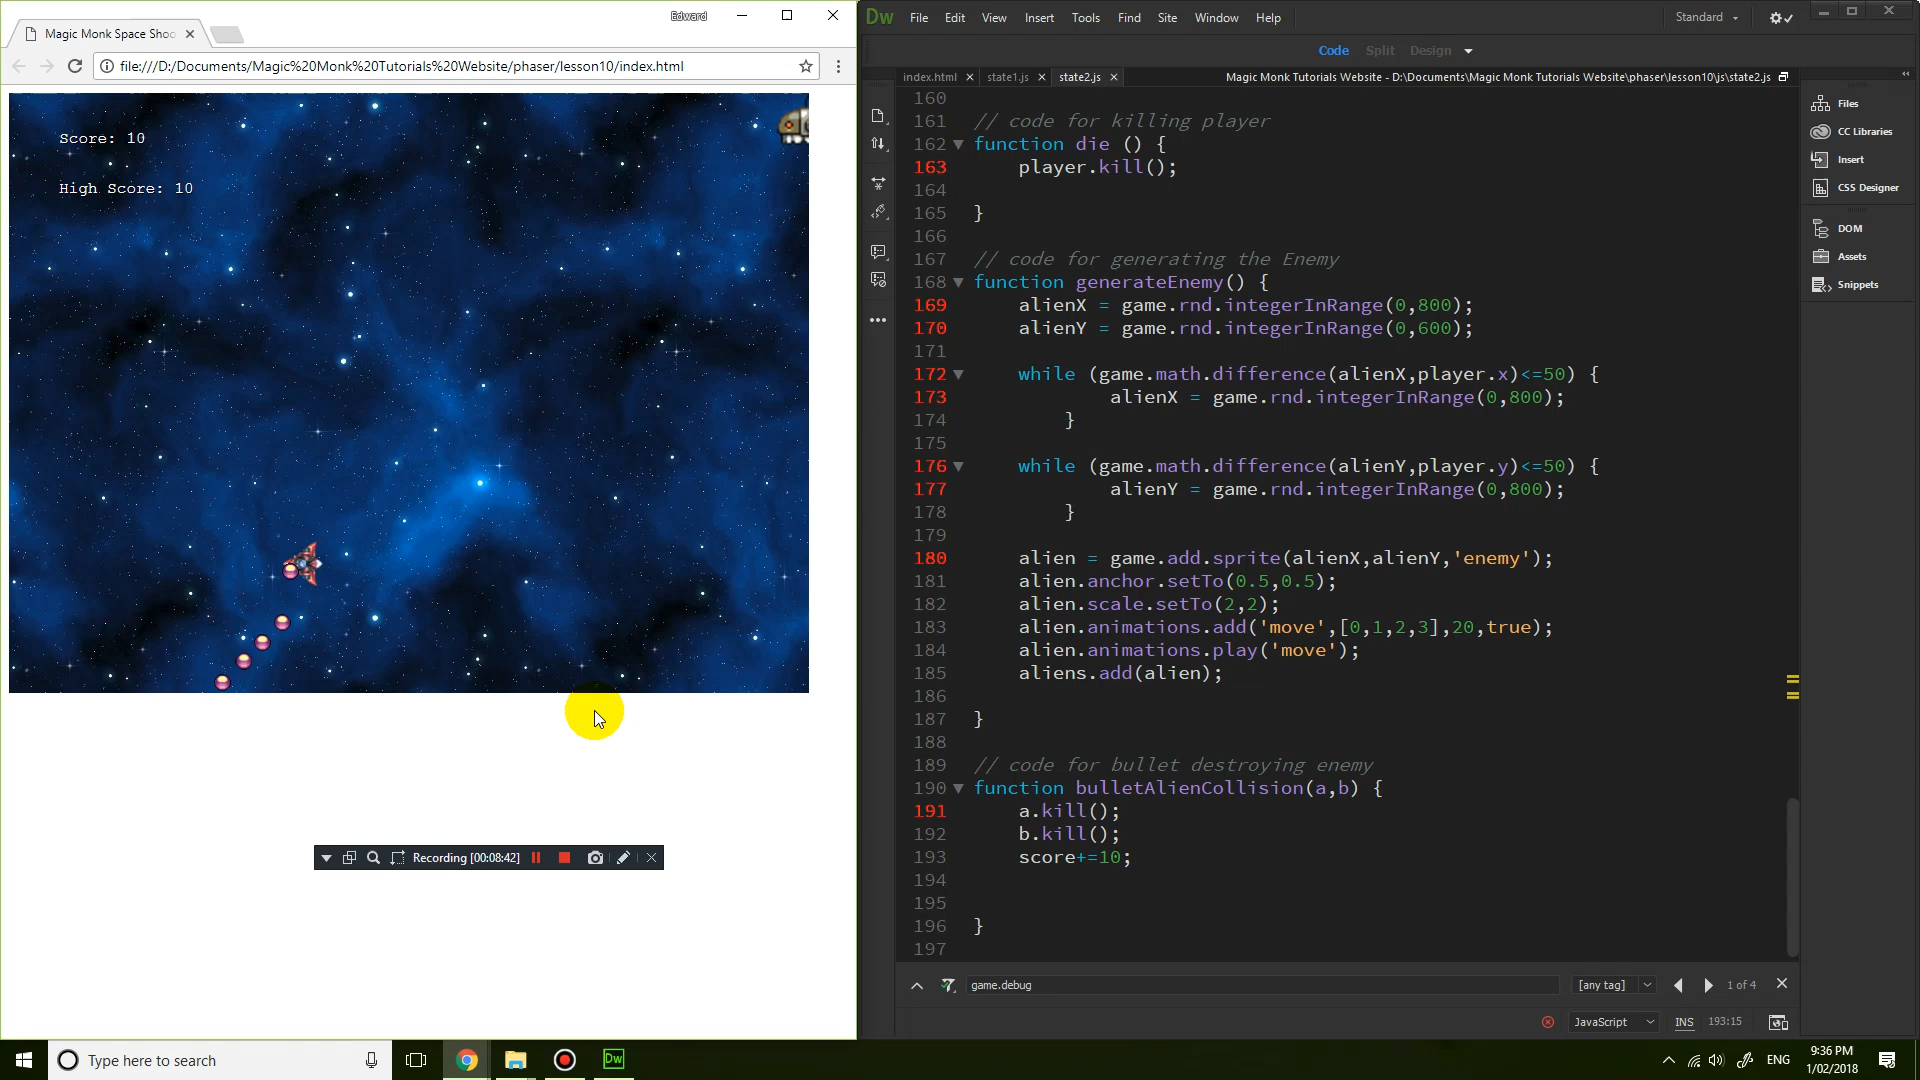 Edward
Magic Monk Space Shoo
file:///D:/Documents/Magic%20Monk%20Tutorials%20Website/phaser/lesson10/index.html
Score: 10
High Score: 10
Recording [00:08:42]
Dw File Edit View Insert Tools Find Site Window Help
Standard
Code Split Design
index.html state1.js state2.js Magic Monk Tutorials Website - D:\Documents\Magic Monk Tutorials Website\phaser\lesson10\js\state2.js
160
161 // code for killing player
162 function die () {
163 player.kill();
164
165 }
166
167 // code for generating the Enemy
168 function generateEnemy() {
169 alienX = game.rnd.integerInRange(0,800);
170 alienY = game.rnd.integerInRange(0,600);
171
172 while (game.math.difference(alienX,player.x)<=50) {
173 alienX = game.rnd.integerInRange(0,800);
174 }
175
176 while (game.math.difference(alienY,player.y)<=50) {
177 alienY = game.rnd.integerInRange(0,800);
178 }
179
180 alien = game.add.sprite(alienX,alienY,'enemy');
181 alien.anchor.setTo(0.5,0.5);
182 alien.scale.setTo(2,2);
183 alien.animations.add('move',[0,1,2,3],20,true);
184 alien.animations.play('move');
185 aliens.add(alien);
186
187 }
188
189 // code for bullet destroying enemy
190 function bulletAlienCollision(a,b) {
191 a.kill();
192 b.kill();
193 score+=10;
194
195
196 }
197
game.debug [any tag] 1 of 4
JavaScript INS 193:15
Files
CC Libraries
Insert
CSS Designer
DOM
Assets
Snippets
Type here to search
Dw
ENG
9:36 PM
1/02/2018